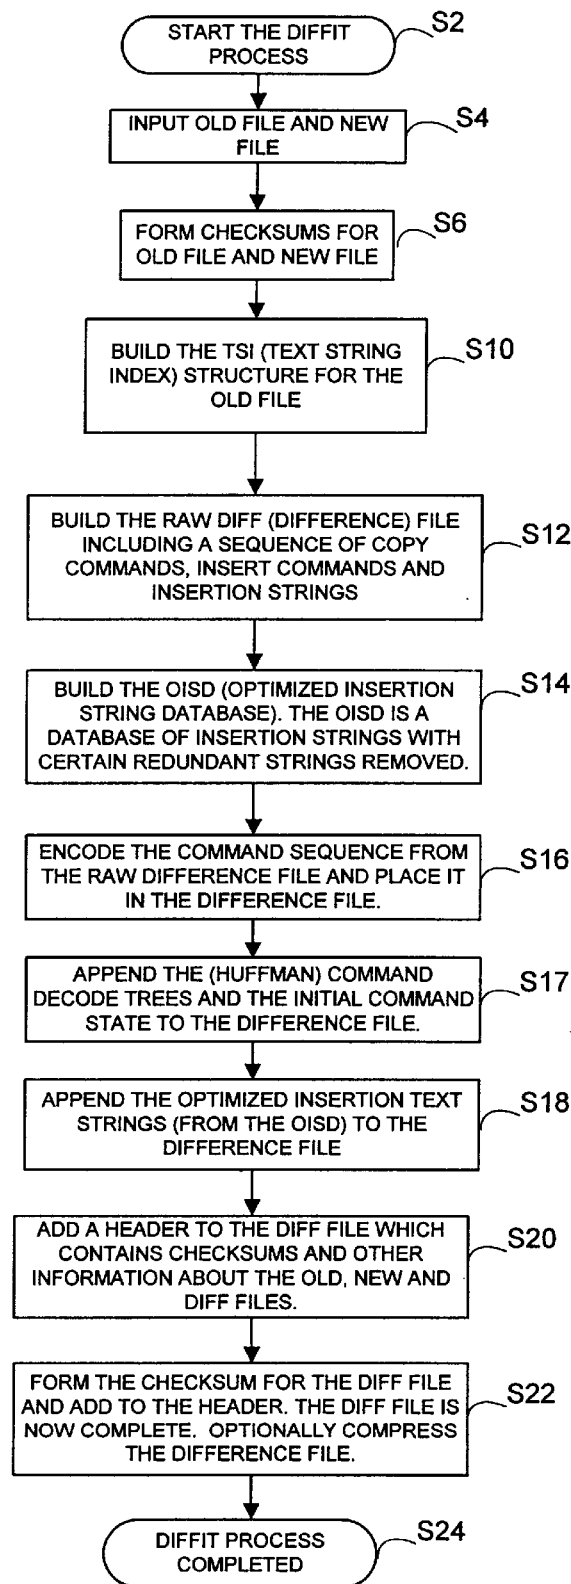 START THE DIFFIT
PROCESS
S2
INPUT OLD FILE AND NEW
FILE
S4
FORM CHECKSUMS FOR
OLD FILE AND NEW FILE
S6
BUILD THE TSI (TEXT STRING
INDEX) STRUCTURE FOR THE
OLD FILE
S10
BUILD THE RAW DIFF (DIFFERENCE) FILE
INCLUDING A SEQUENCE OF COPY
COMMANDS, INSERT COMMANDS AND
INSERTION STRINGS
S12
BUILD THE OISD (OPTIMIZED INSERTION
STRING DATABASE). THE OISD IS A
DATABASE OF INSERTION STRINGS WITH
CERTAIN REDUNDANT STRINGS REMOVED.
S14
ENCODE THE COMMAND SEQUENCE FROM
THE RAW DIFFERENCE FILE AND PLACE IT
IN THE DIFFERENCE FILE.
S16
APPEND THE (HUFFMAN) COMMAND
DECODE TREES AND THE INITIAL COMMAND
STATE TO THE DIFFERENCE FILE.
S17
APPEND THE OPTIMIZED INSERTION TEXT
STRINGS (FROM THE OISD) TO THE
DIFFERENCE FILE
S18
ADD A HEADER TO THE DIFF FILE WHICH
CONTAINS CHECKSUMS AND OTHER
INFORMATION ABOUT THE OLD, NEW AND
DIFF FILES.
S20
FORM THE CHECKSUM FOR THE DIFF FILE
AND ADD TO THE HEADER. THE DIFF FILE IS
NOW COMPLETE. OPTIONALLY COMPRESS
THE DIFFERENCE FILE.
S22
DIFFIT PROCESS
COMPLETED
S24